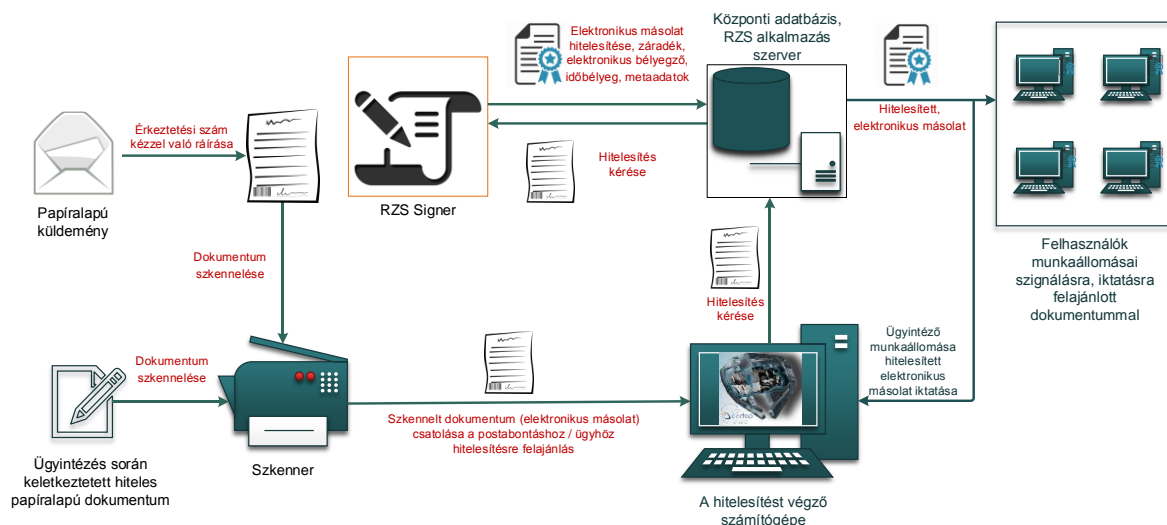 Elektronikus másolat
hitelesítése, záradék,
elektronikus bélyegző,
időbélyeg, metaadatok
Központi adatbázis,
RZS alkalmazás
szerver
Érkeztetési szám
kézzel való ráírása
Hitelesítés
kérése
Hitelesített,
elektronikus másolat
RZS Signer
Papíralapú
küldemény
Dokumentum
szkennelése
Hitelesítés
kérése
Felhasználók
munkaállomásai
szignálásra, iktatásra
felajánlott
dokumentummal
Dokumentum
szkennelése
Ügyintéző
munkaállomása
hitelesített
elektronikus
másolat iktatása
Szkennelt dokumentum (elektronikus másolat)
csatolása a postabontáshoz / ügyhöz
hitelesítésre felajánlás
Szkenner
Ügyintézés során
keletkeztetett hiteles
papíralapú dokumentum
A hitelesítést végző
számítógépe